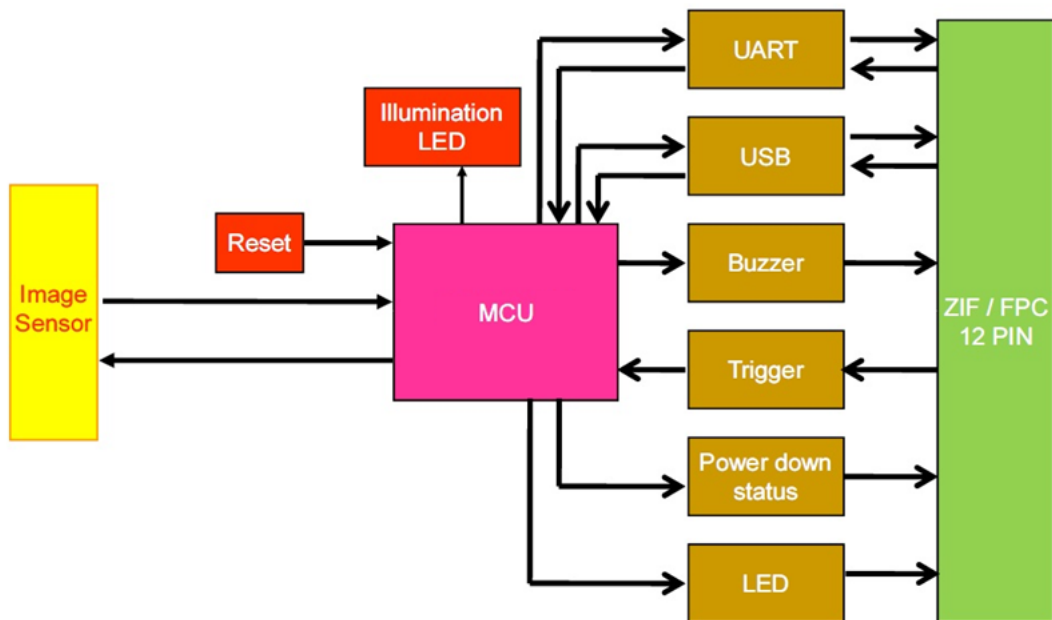 UART
Illumination
LED
USB
Reset
Buzzer
Image
Sensor
MCU
ZIF / FPC
12 PIN
Trigger
Power down
status
LED